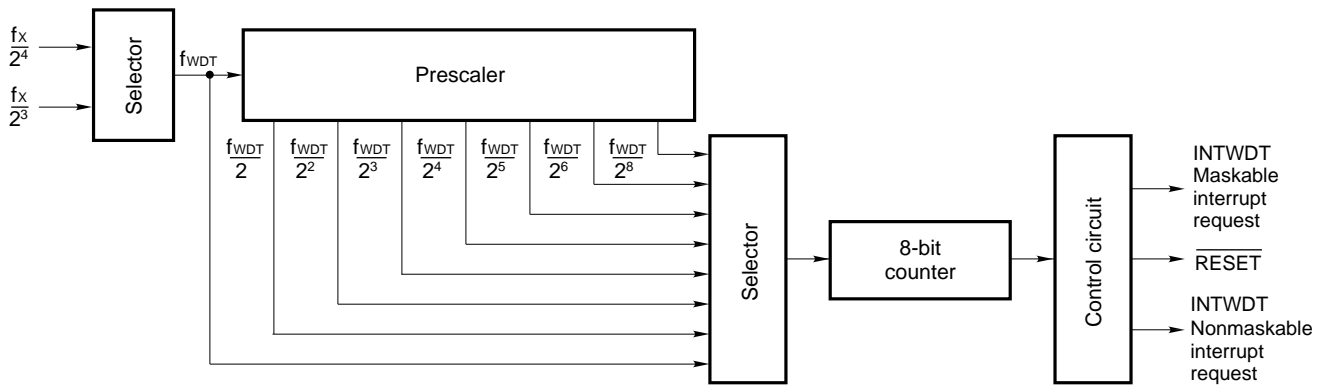 fX
2⁴
fX
2³
Selector
fWDT
Prescaler
fWDT
2
fWDT
2²
fWDT
2³
fWDT
2⁴
fWDT
2⁵
fWDT
2⁶
fWDT
2⁸
Selector
8-bit
counter
Control circuit
INTWDT
Maskable
interrupt
request
RESET
INTWDT
Nonmaskable
interrupt
request